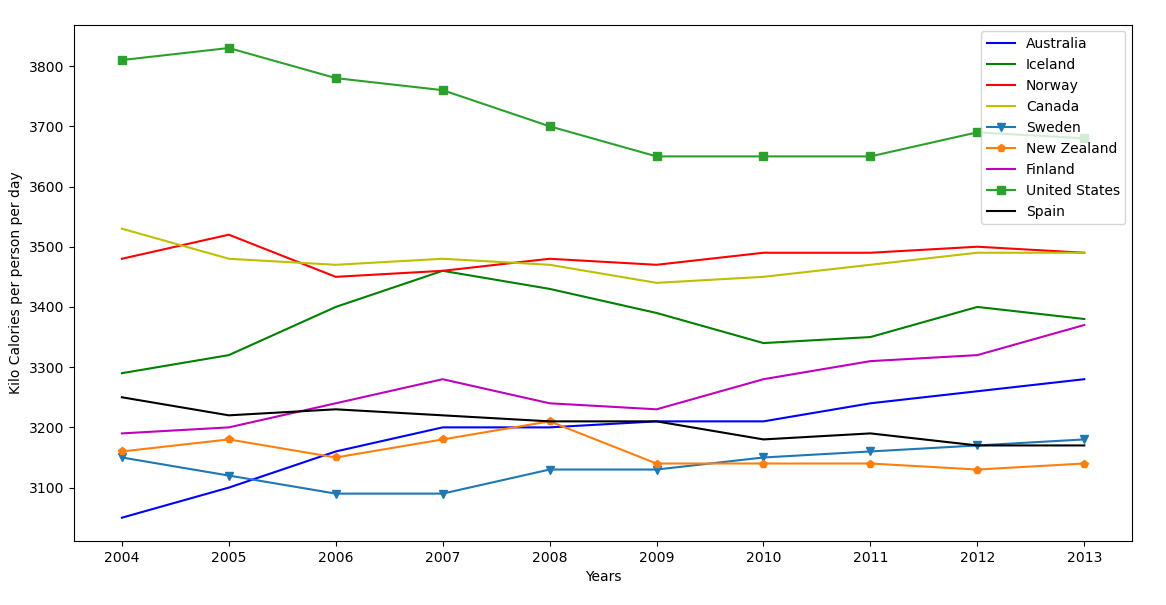 Kilo Calories per person per day
3800
3700
3600
3500
3400
3300
3200
3100
Australia
Iceland
Norway
Canada
Sweden
New Zealand
Finland
United States
Spain
2004 2005 2006 2007 2008 2009 2010 2011 2012 2013
Years